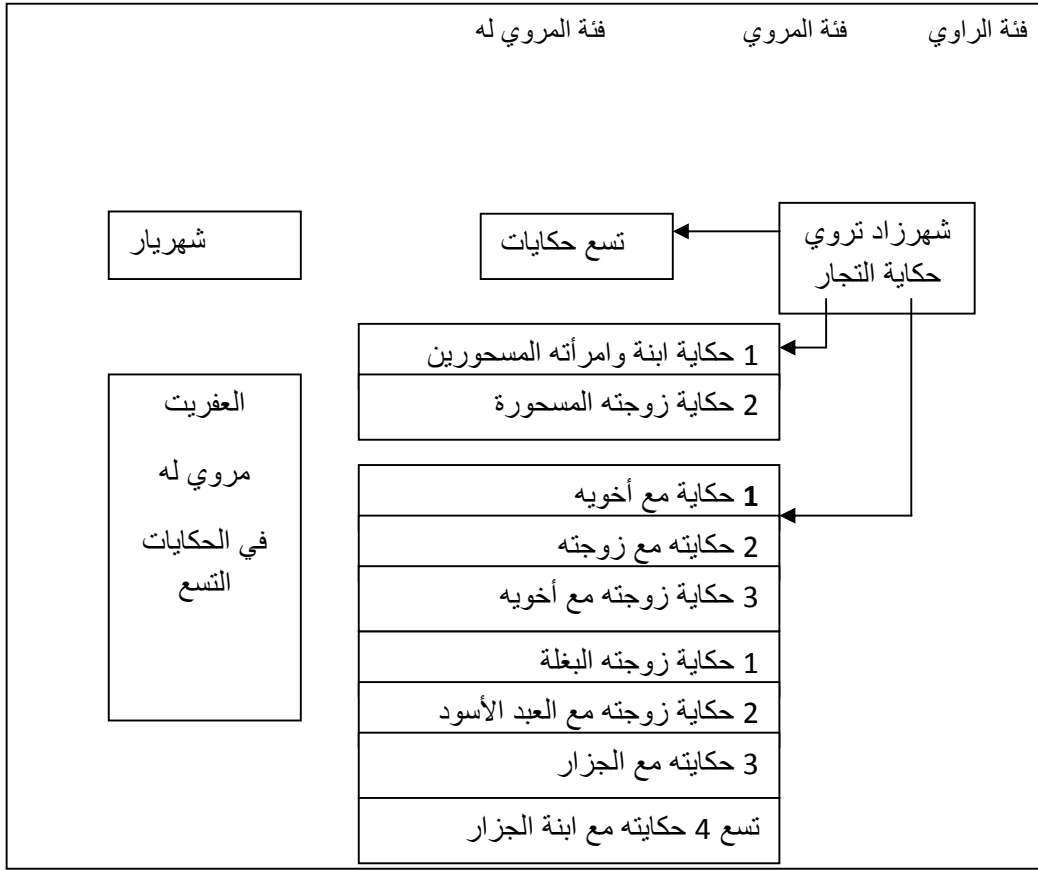 فئة الراوي فئة المروي فئة المروي له
شهرزاد تروي
حكاية التجار
تسع حكايات
شهريار
1 حكاية ابنة وامرأته المسحورين
2 حكاية زوجته المسحورة
1 حكاية مع أخويه
2 حكايته مع زوجته
3 حكاية زوجته مع أخويه
1 حكاية زوجته البغلة
2 حكاية زوجته مع العبد الأسود
3 حكايته مع الجزار
تسع 4 حكايته مع ابنة الجزار
العفريت
مروي له
في الحكايات
التسع